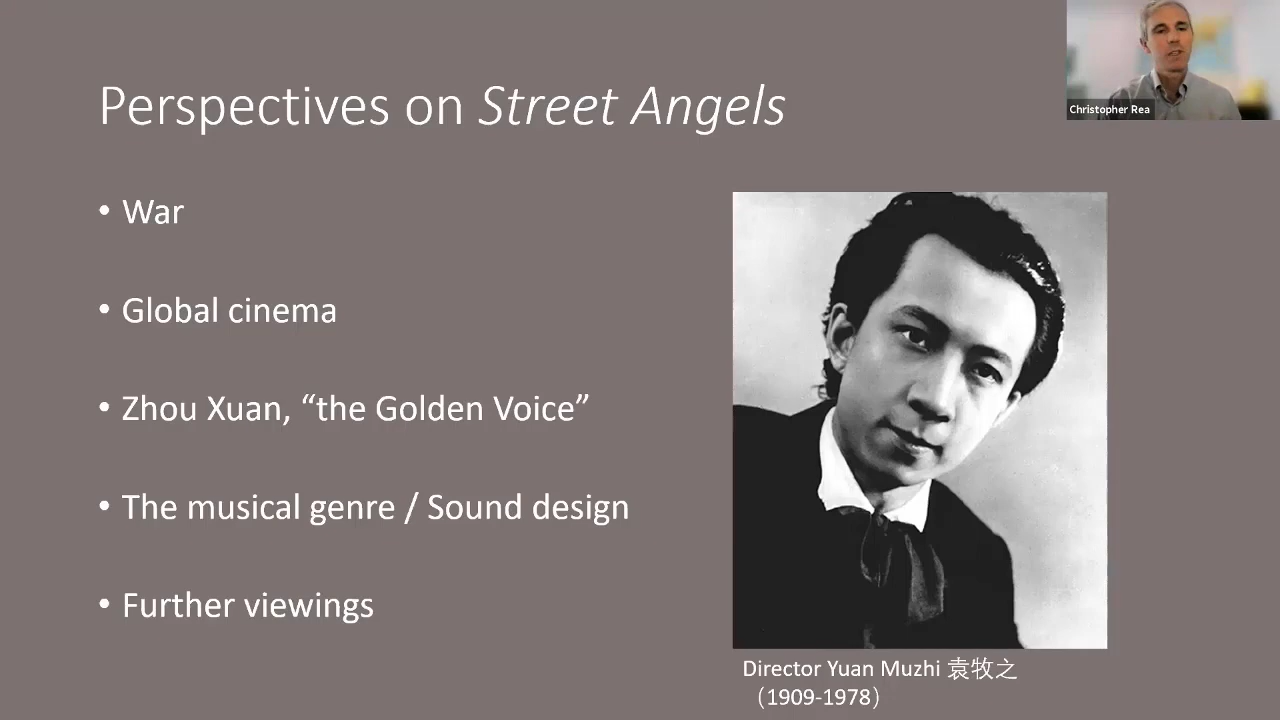 Christopher Rea
Perspectives on Street Angels
• War
• Global cinema
• Zhou Xuan, “the Golden Voice”
• The musical genre / Sound design
• Further viewings
Director Yuan Muzhi 袁牧之
（1909-1978）